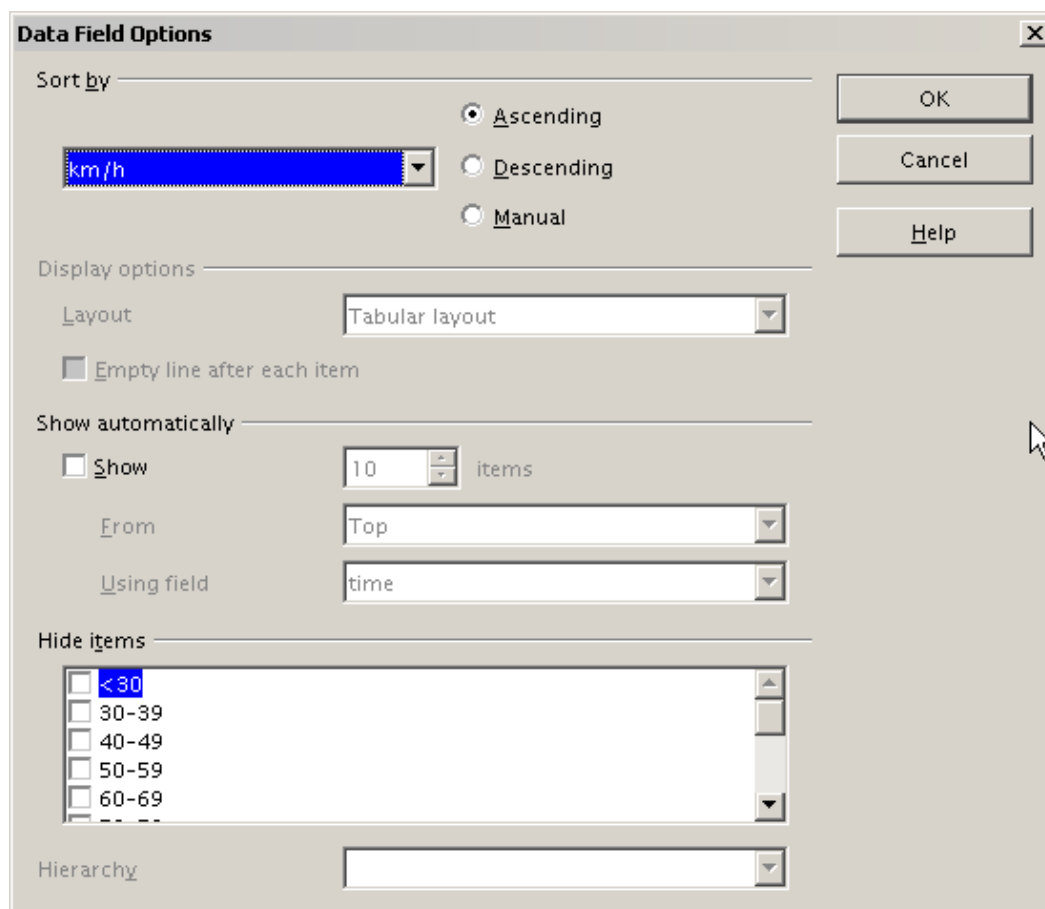 Data Field Options
Sort by
OK
Ascending
km/h
Cancel
Descending
Manual
Help
Display options
Layout
Tabular layout
Empty line after each item
Show automatically
Show
10
items
From
Top
Using field
time
Hide items
<30
30-39
40-49
50-59
60-69
Hierarchy